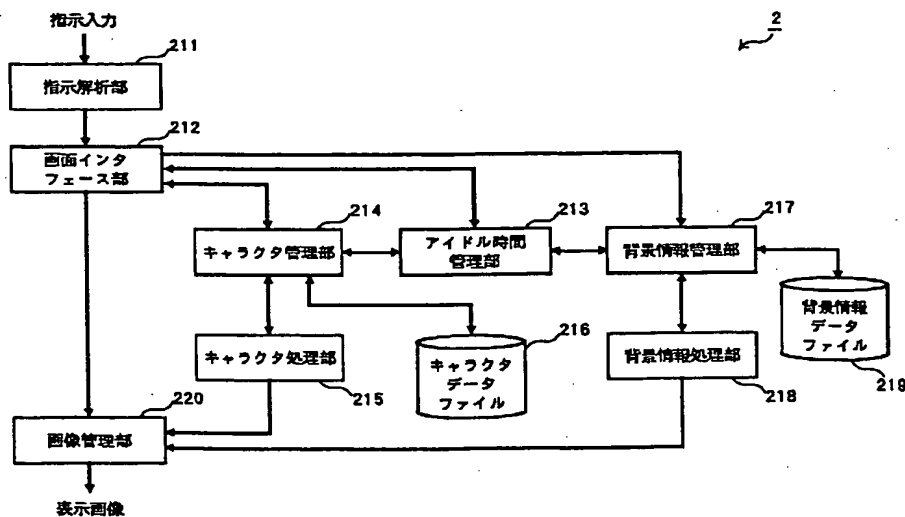 指示入力
2
211
指示解析部
212
画面インタ
フェース部
214
213
217
キャラクタ管理部
アイドル時間
管理部
背景情報管理部
216
背景情報
データ
ファイル
キャラクタ処理部
キャラクタ
データ
ファイル
背景情報処理部
215
218
219
220
画像管理部
表示画像